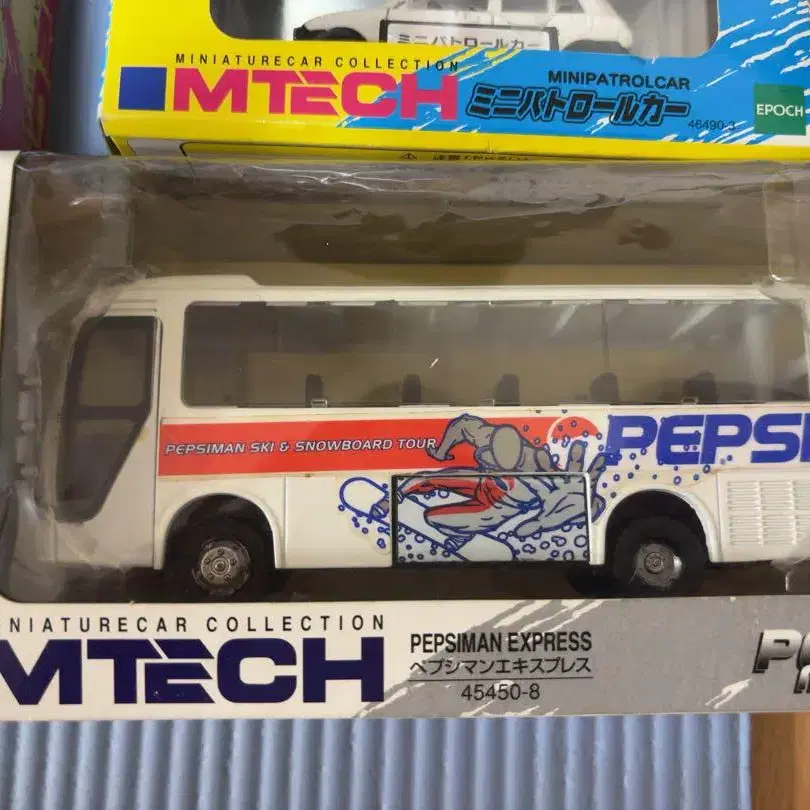 ミニパトロールカー
MINIATURECAR COLLECTION
MTECH
MINIPATROLCAR
ミニパトロールカー
46490-3
EPOCH
PEPSIMAN SKI & SNOWBOARD TOUR
PEPSI
NIATURECAR COLLECTION
MTECH
PEPSIMAN EXPRESS
ペプシマンエキスプレス
45450-8